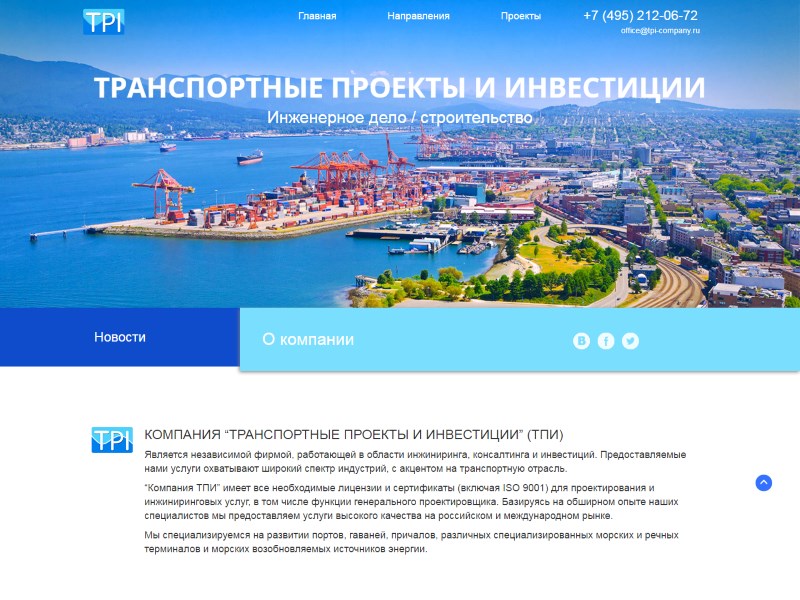 TPI
Главная
Направления
Проекты
+7 (495) 212-06-72
office@tpi-company.ru
ТРАНСПОРТНЫЕ ПРОЕКТЫ И ИНВЕСТИЦИИ
Инженерное дело / строительство
Новости
О компании
TPI
КОМПАНИЯ “ТРАНСПОРТНЫЕ ПРОЕКТЫ И ИНВЕСТИЦИИ” (ТПИ)
Является независимой фирмой, работающей в области инжиниринга, консалтинга и инвестиций. Предоставляемые
нами услуги охватывают широкий спектр индустрий, с акцентом на транспортную отрасль.
“Компания ТПИ” имеет все необходимые лицензии и сертификаты (включая ISO 9001) для проектирования и
инжиниринговых услуг, в том числе функции генерального проектировщика. Базируясь на обширном опыте наших
специалистов мы предоставляем услуги высокого качества на российском и международном рынке.
Мы специализируемся на развитии портов, гаваней, причалов, различных специализированных морских и речных
терминалов и морских возобновляемых источников энергии.